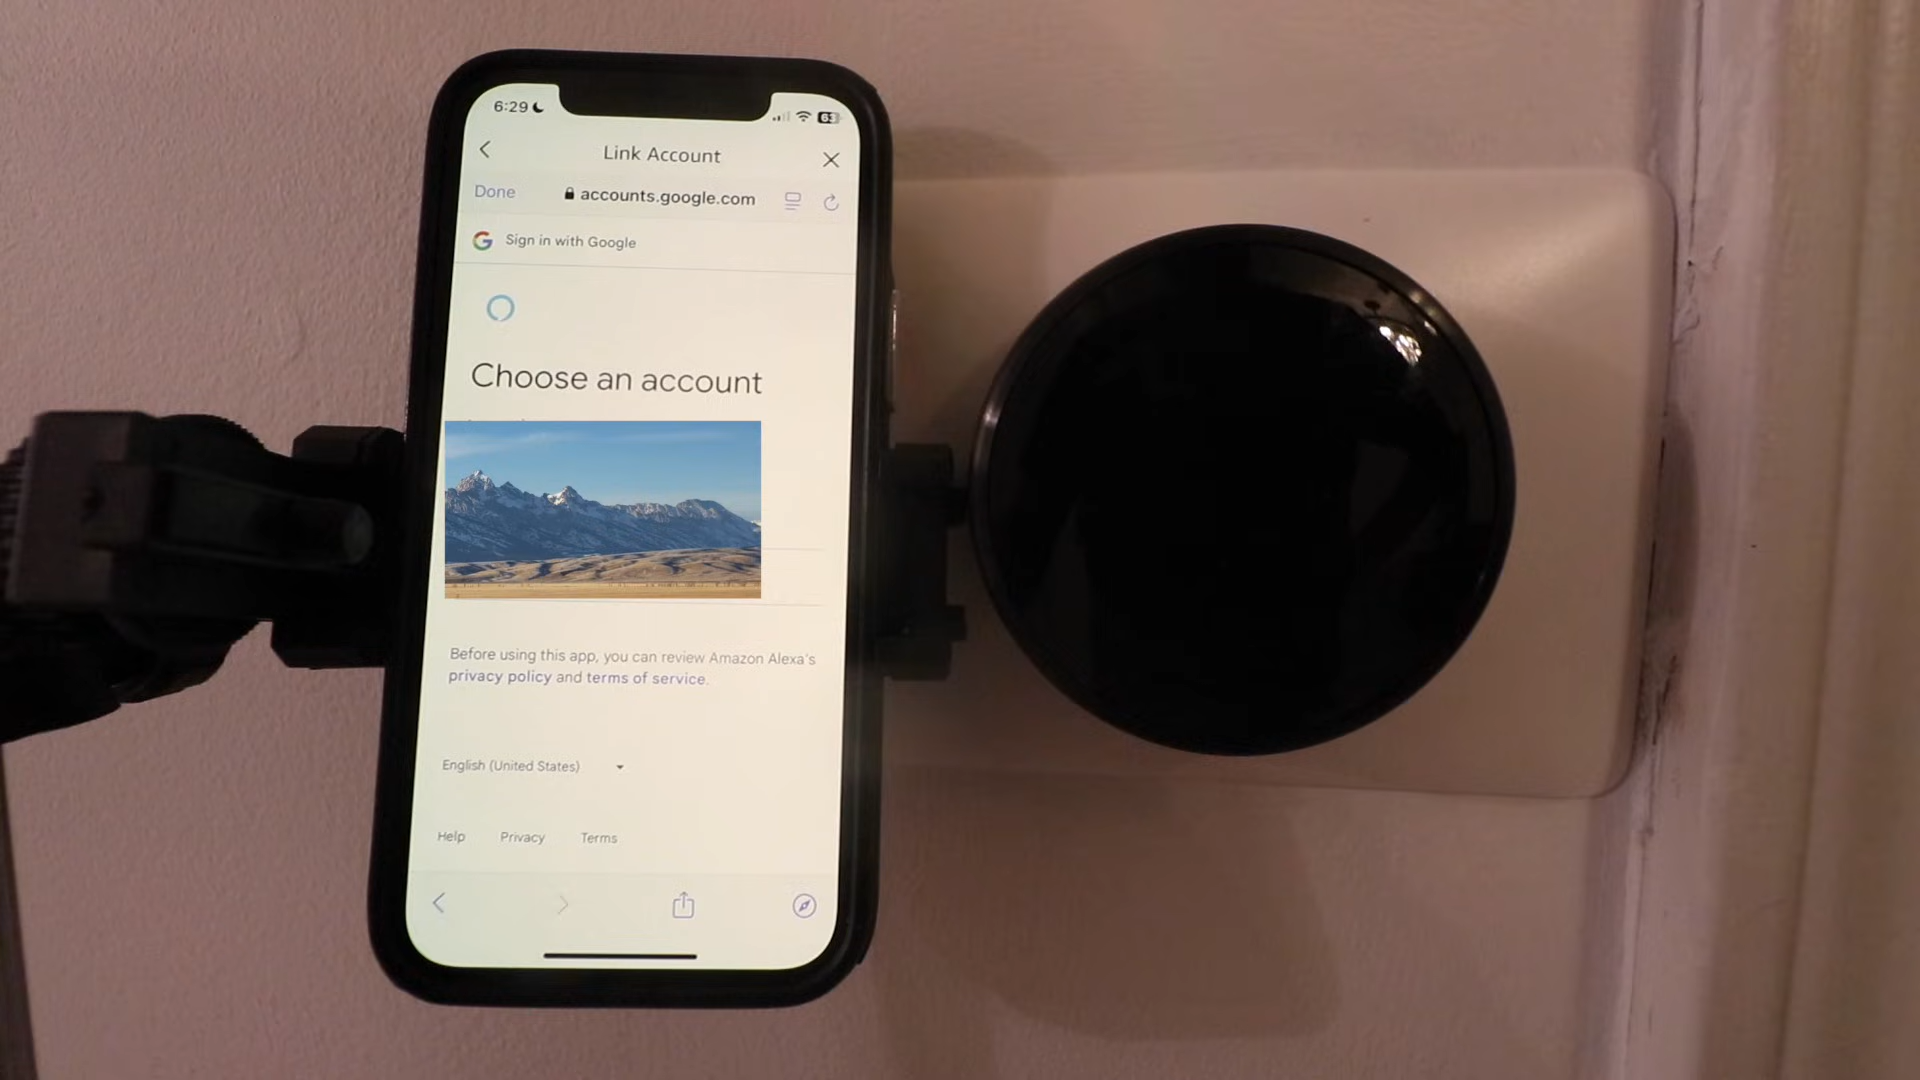 6:29
63
Link Account
Done
accounts.google.com
Sign in with Google
Choose an account
Before using this app, you can review Amazon Alexa's
privacy policy and terms of service.
English (United States)
Help Privacy Terms